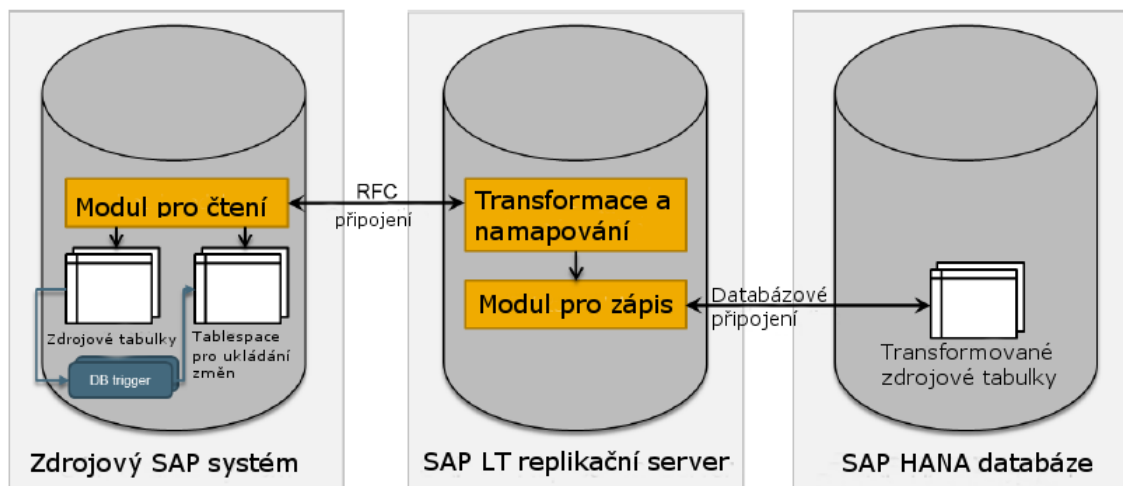 Modul pro čtení
Zdrojové tabulky
Tablespace
pro ukládání
změn
DB trigger
Zdrojový SAP systém
RFC
připojení
Transformace a
namapování
Modul pro zápis
SAP LT replikační server
Databázové
připojení
Transformované
zdrojové tabulky
SAP HANA databáze